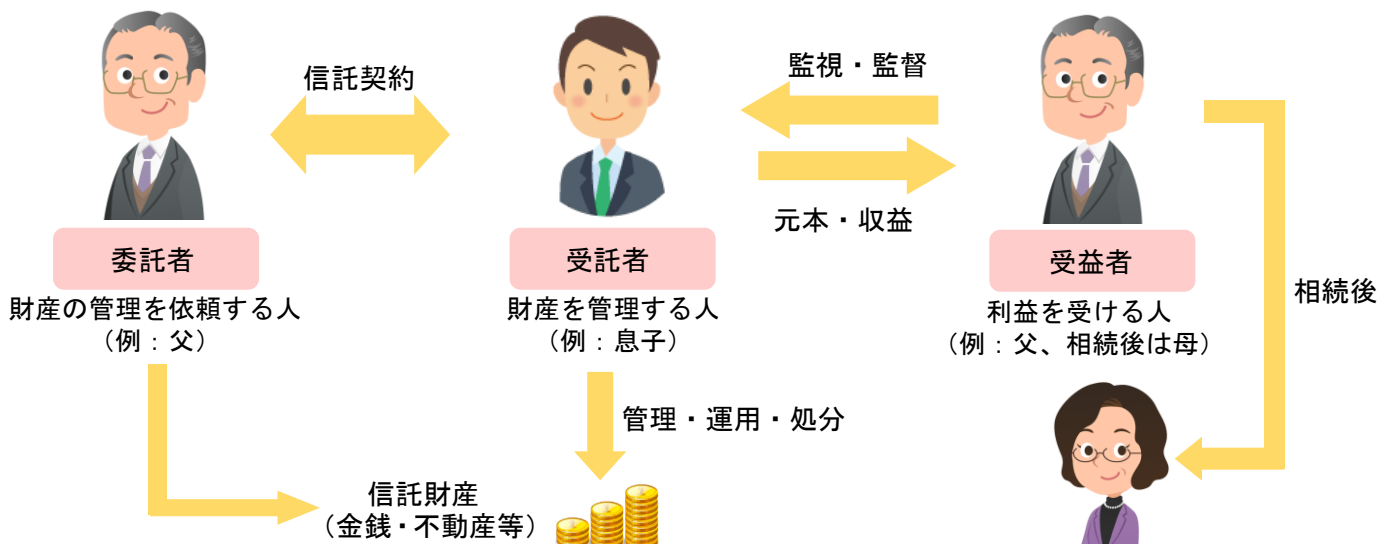 信託契約
監視・監督
元本・収益
委託者
財産の管理を依頼する人
（例：父）
受託者
財産を管理する人
（例：息子）
受益者
利益を受ける人
（例：父、相続後は母）
相続後
管理・運用・処分
信託財産
（金銭・不動産等）